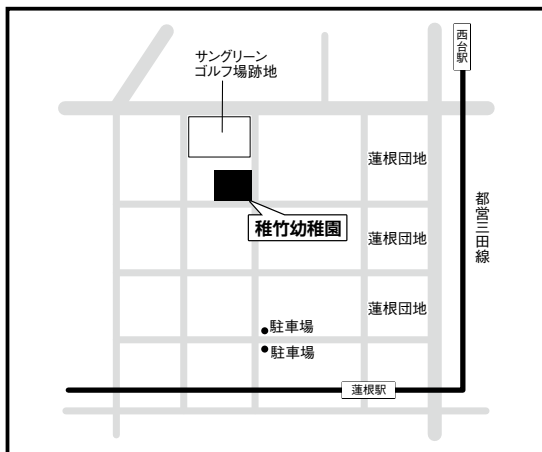 西台駅
サングリーン
ゴルフ場跡地
蓮根団地
都営三田線
稚竹幼稚園
蓮根団地
蓮根団地
駐車場
駐車場
蓮根駅